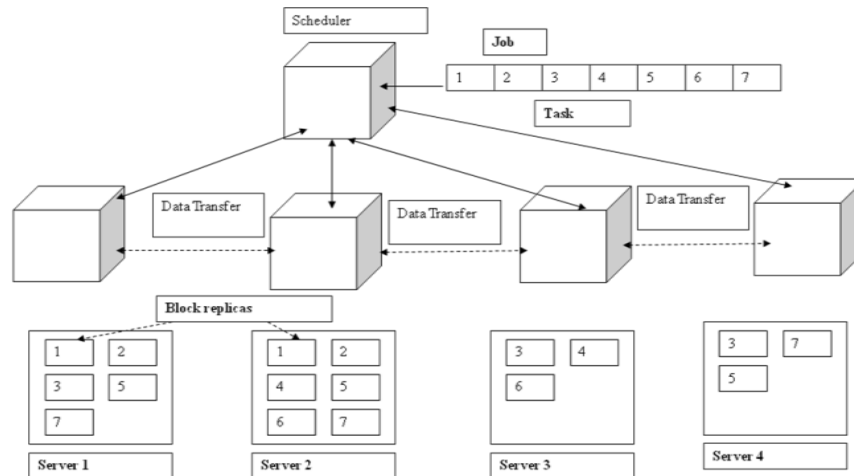 Scheduler
Job
1 2 3 4 5 6 7
Task
Data Transfer
Data Transfer
Data Transfer
Block replicas
1 2
3 5
7
Server 1
1 2
4 5
6 7
Server 2
3 4
6
Server 3
3 7
5
Server 4